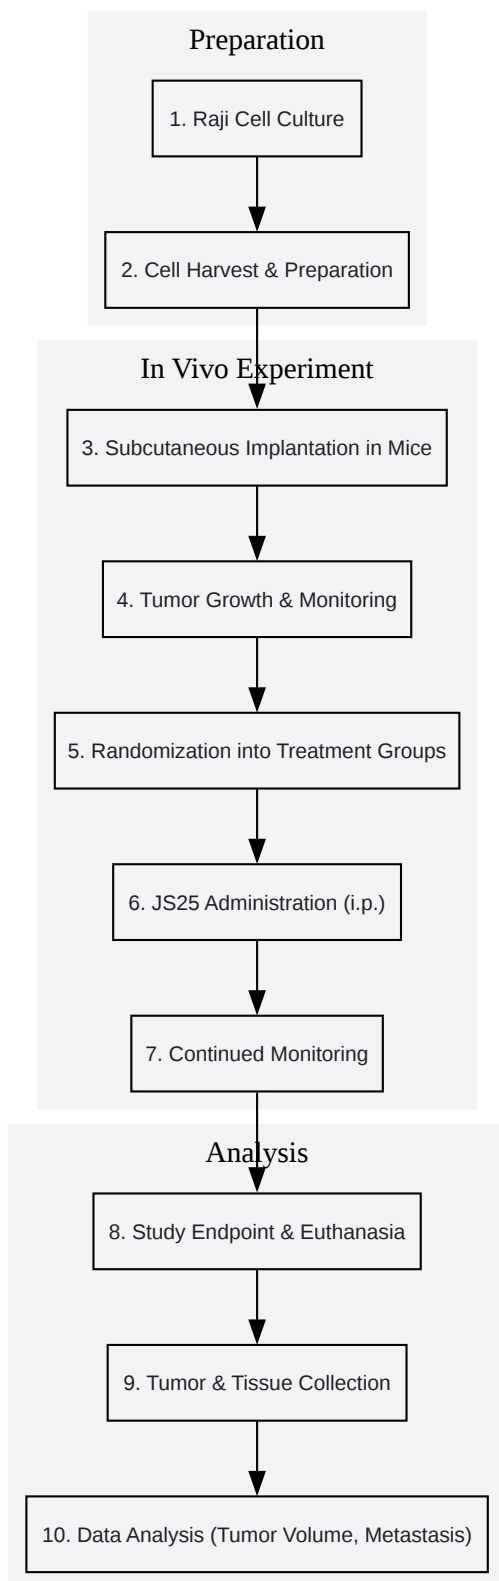 Preparation
1. Raji Cell Culture
2. Cell Harvest & Preparation
In Vivo Experiment
3. Subcutaneous Implantation in Mice
4. Tumor Growth & Monitoring
5. Randomization into Treatment Groups
6. JS25 Administration (i.p.)
7. Continued Monitoring
Analysis
8. Study Endpoint & Euthanasia
9. Tumor & Tissue Collection
10. Data Analysis (Tumor Volume, Metastasis)